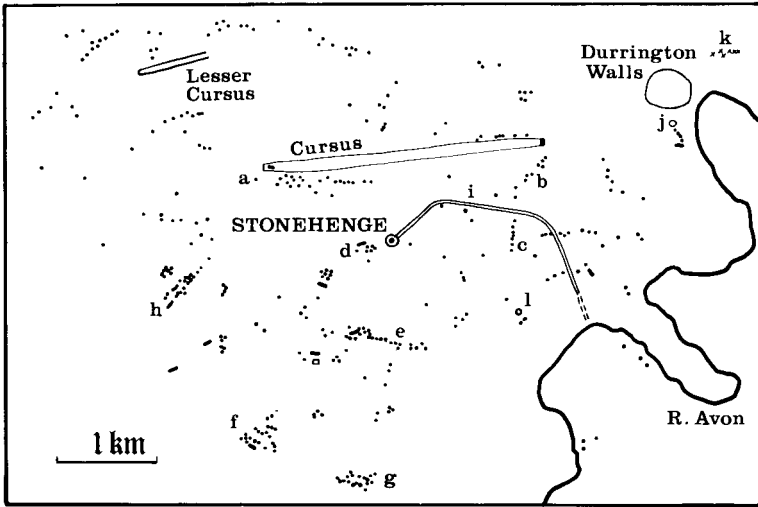 k
Durrington
Walls
Lesser
Cursus
j
Cursus
a
b
i
STONEHENGE
d
c
h
l
e
R. Avon
f
1 km
g